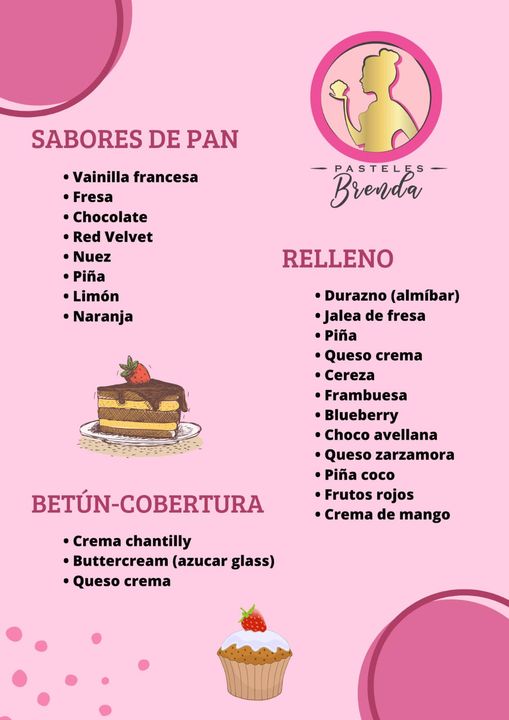 SABORES DE PAN
• Vainilla francesa
• Fresa
• Chocolate
• Red Velvet
• Nuez
• Piña
• Limón
• Naranja
PASTELES
Brenda
RELLENO
• Durazno (almíbar)
• Jalea de fresa
• Piña
• Queso crema
• Cereza
• Frambuesa
• Blueberry
• Choco avellana
• Queso zarzamora
• Piña coco
• Frutos rojos
• Crema de mango
BETÚN-COBERTURA
• Crema chantilly
• Buttercream (azucar glass)
• Queso crema